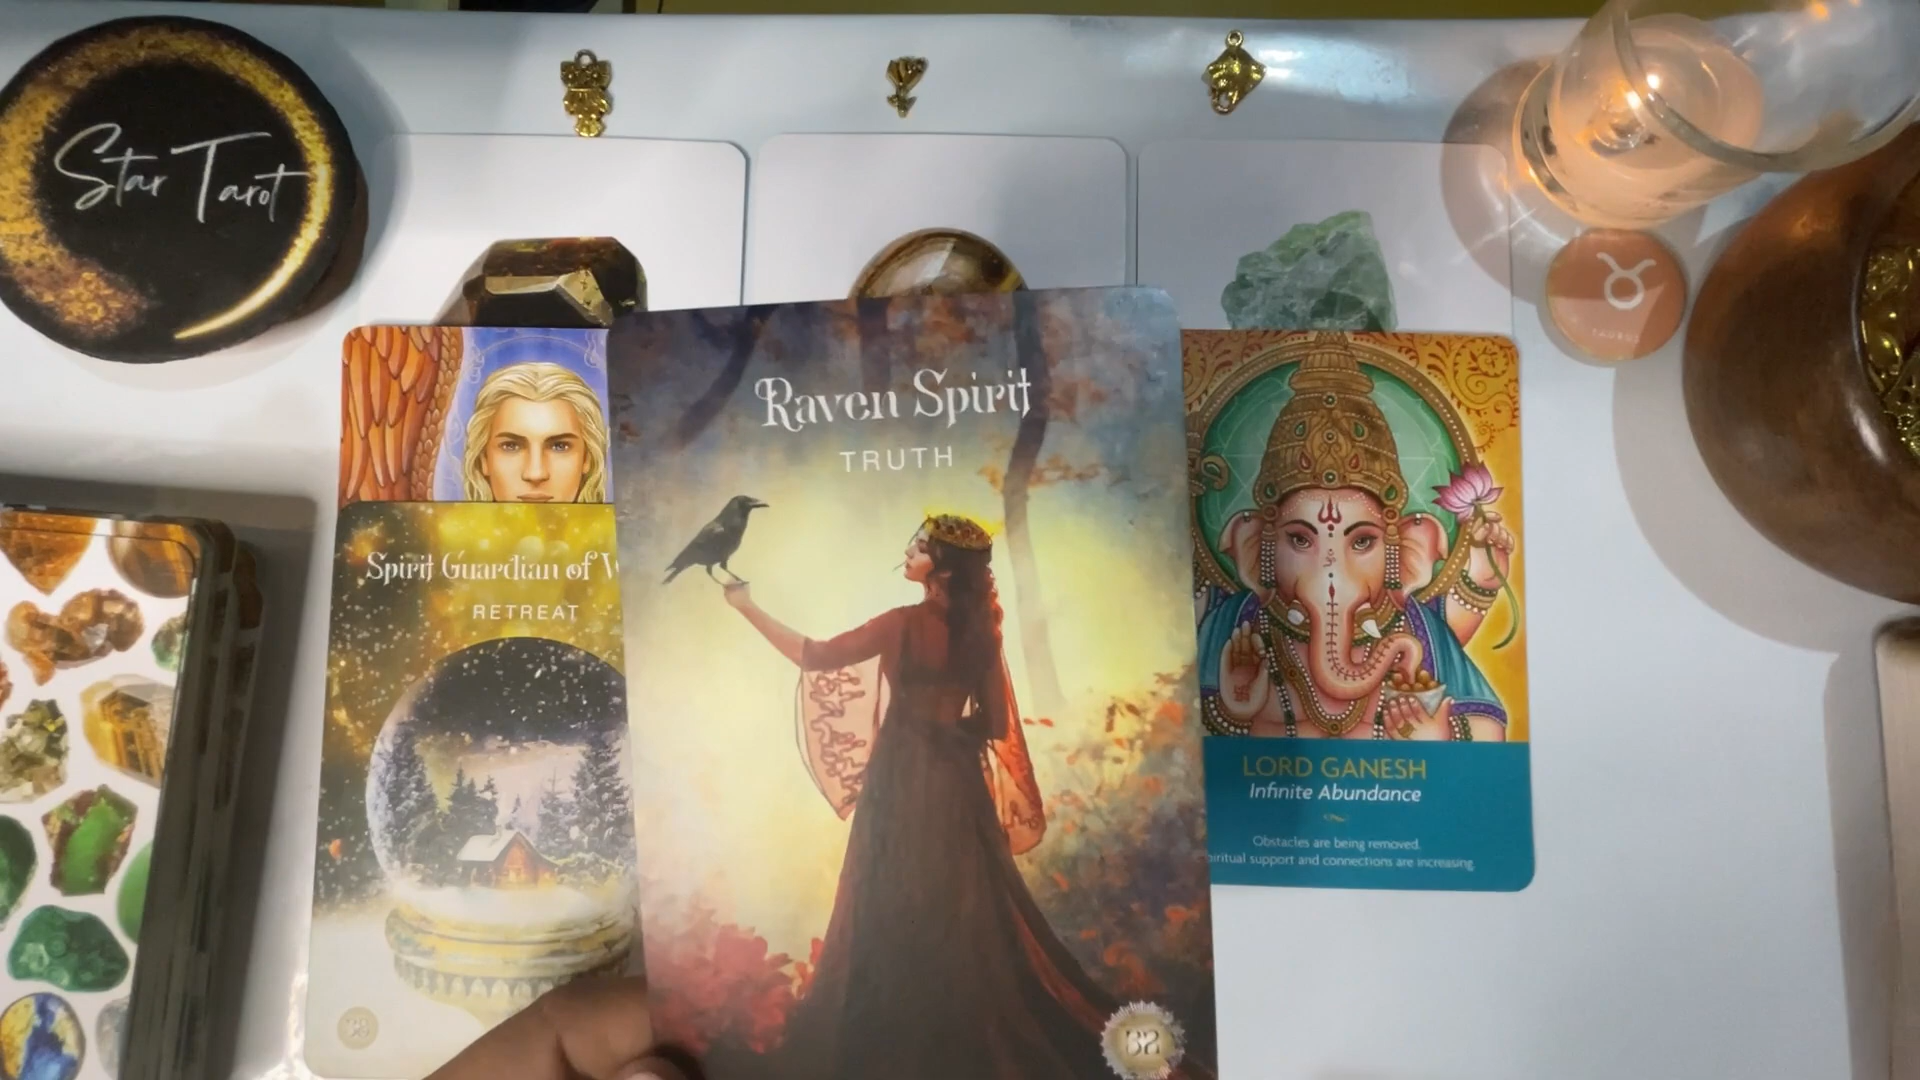 Star Tarot
TAURUS
Raven Spirit
TRUTH
Spirit Guardian of
RETREAT
LORD GANESH
Infinite Abundance
Obstacles are being removed.
support and connections are increasing.
32